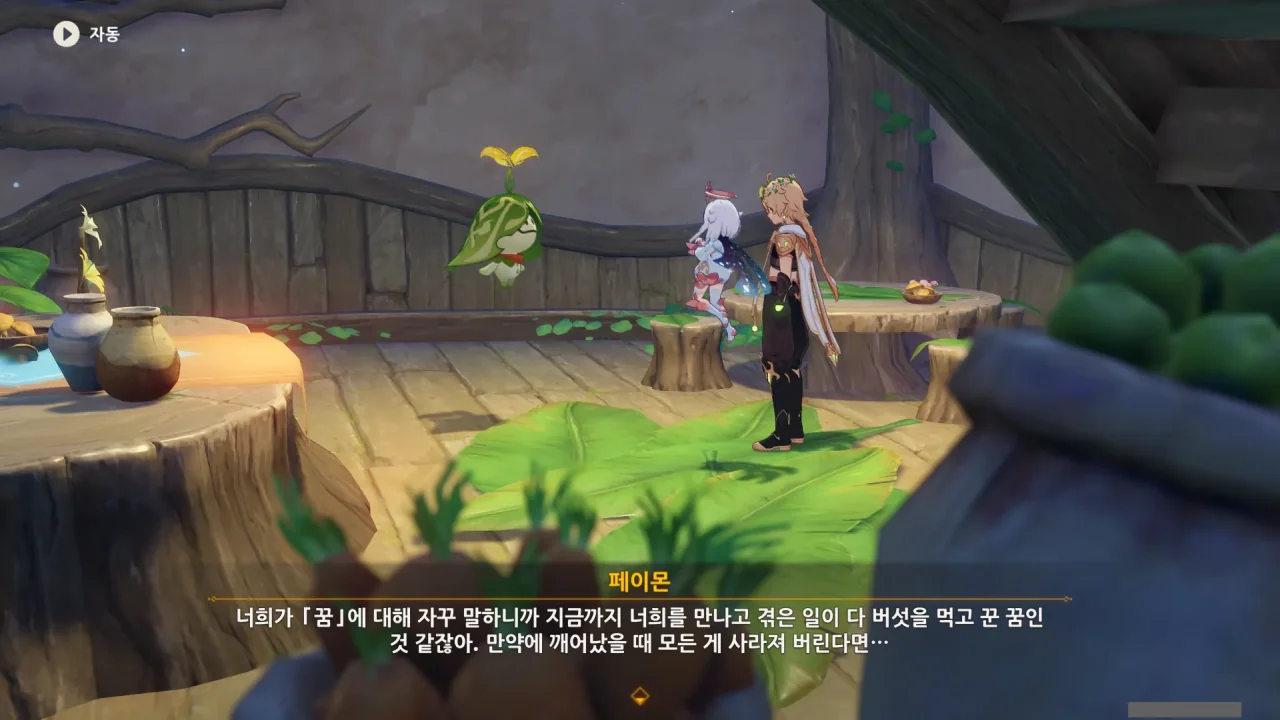 자동
페이몬
너희가 「꿈」에 대해 자꾸 말하니까 지금까지 너희를 만나고 겪은 일이 다 버섯을 먹고 꾼 꿈인
것 같잖아. 만약에 깨어났을 때 모든 게 사라져 버린다면…